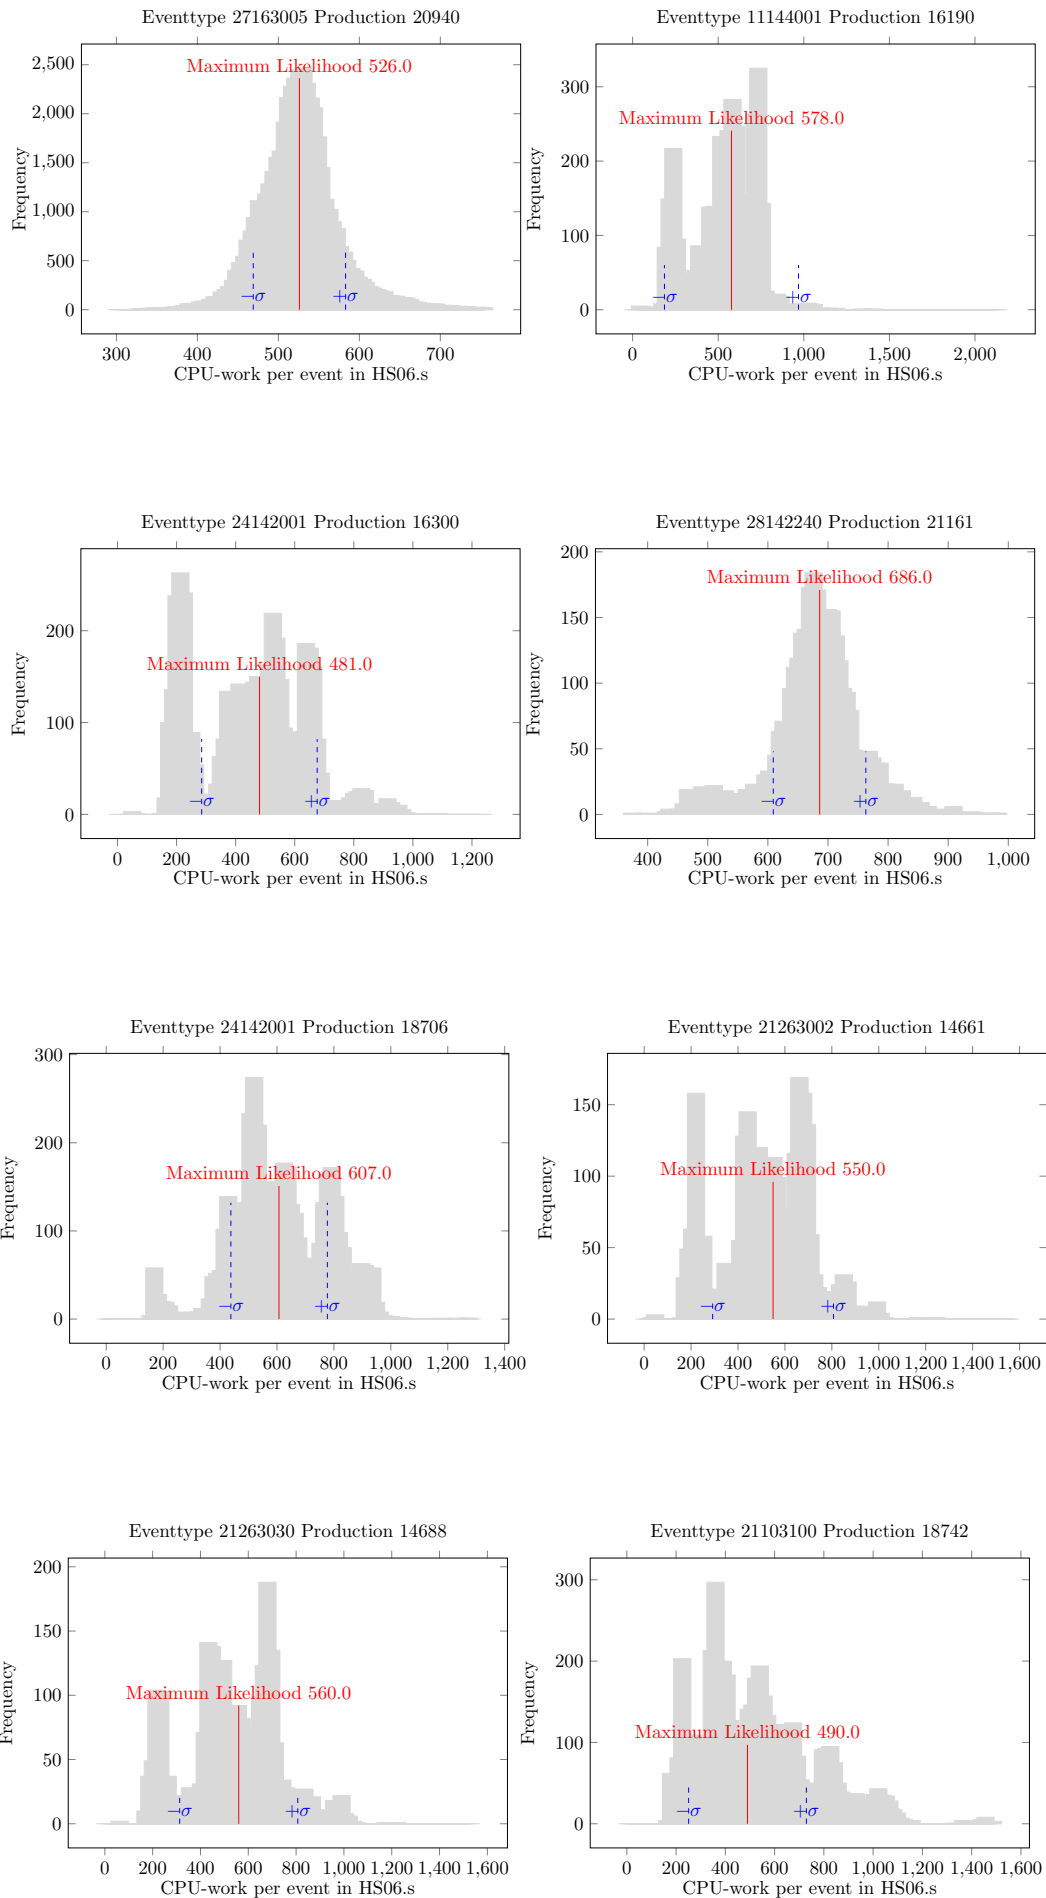 Eventtype 27163005 Production 20940
2,500
2,000
1,500
1,000
500
0
Frequency
Maximum Likelihood 526.0
−σ
+σ
300 400 500 600 700
CPU-work per event in HS06.s
Eventtype 11144001 Production 16190
300
200
100
0
Frequency
Maximum Likelihood 578.0
−σ
+σ
0 500 1,000 1,500 2,000
CPU-work per event in HS06.s
Eventtype 24142001 Production 16300
200
100
0
Frequency
Maximum Likelihood 481.0
−σ
+σ
0 200 400 600 800 1,000 1,200
CPU-work per event in HS06.s
Eventtype 28142240 Production 21161
200
150
100
50
0
Frequency
Maximum Likelihood 686.0
−σ
+σ
400 500 600 700 800 900 1,000
CPU-work per event in HS06.s
Eventtype 24142001 Production 18706
300
200
100
0
Frequency
Maximum Likelihood 607.0
−σ
+σ
0 200 400 600 800 1,000 1,200 1,400
CPU-work per event in HS06.s
Eventtype 21263002 Production 14661
150
100
50
0
Frequency
Maximum Likelihood 550.0
−σ
+σ
0 200 400 600 800 1,000 1,200 1,400 1,600
CPU-work per event in HS06.s
Eventtype 21263030 Production 14688
200
150
100
50
0
Frequency
Maximum Likelihood 560.0
−σ
+σ
0 200 400 600 800 1,000 1,200 1,400 1,600
CPU-work per event in HS06.s
Eventtype 21103100 Production 18742
300
200
100
0
Frequency
Maximum Likelihood 490.0
−σ
+σ
0 200 400 600 800 1,000 1,200 1,400 1,600
CPU-work per event in HS06.s